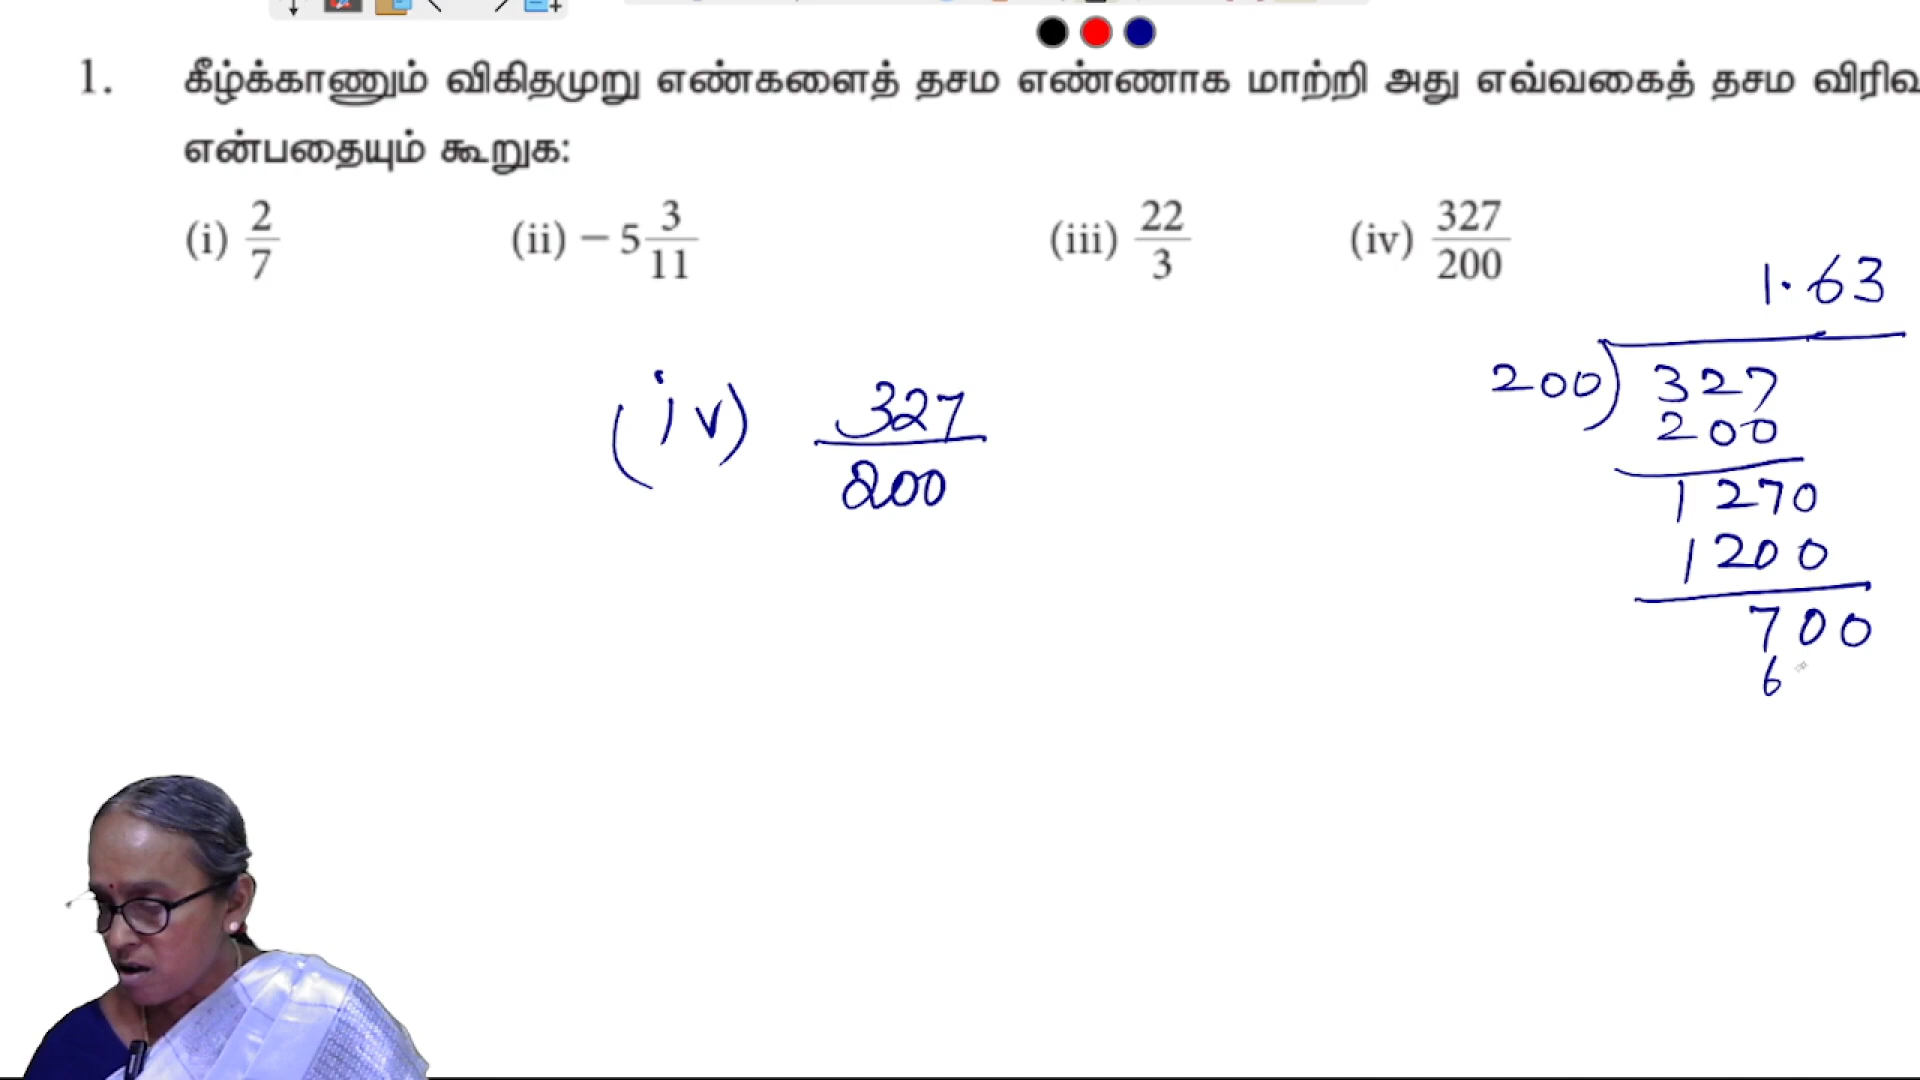 1. கீழ்க்காணும் விகிதமுறு எண்களைத் தசம எண்ணாக மாற்றி அது எவ்வகைத் தசம
என்பதையும் கூறுக:
(i) 2/7 (ii) – 5 3/11 (iii) 22/3 (iv) 327/200
(iv) 327/200
1.63
200) 327
200
1270
1200
700
6